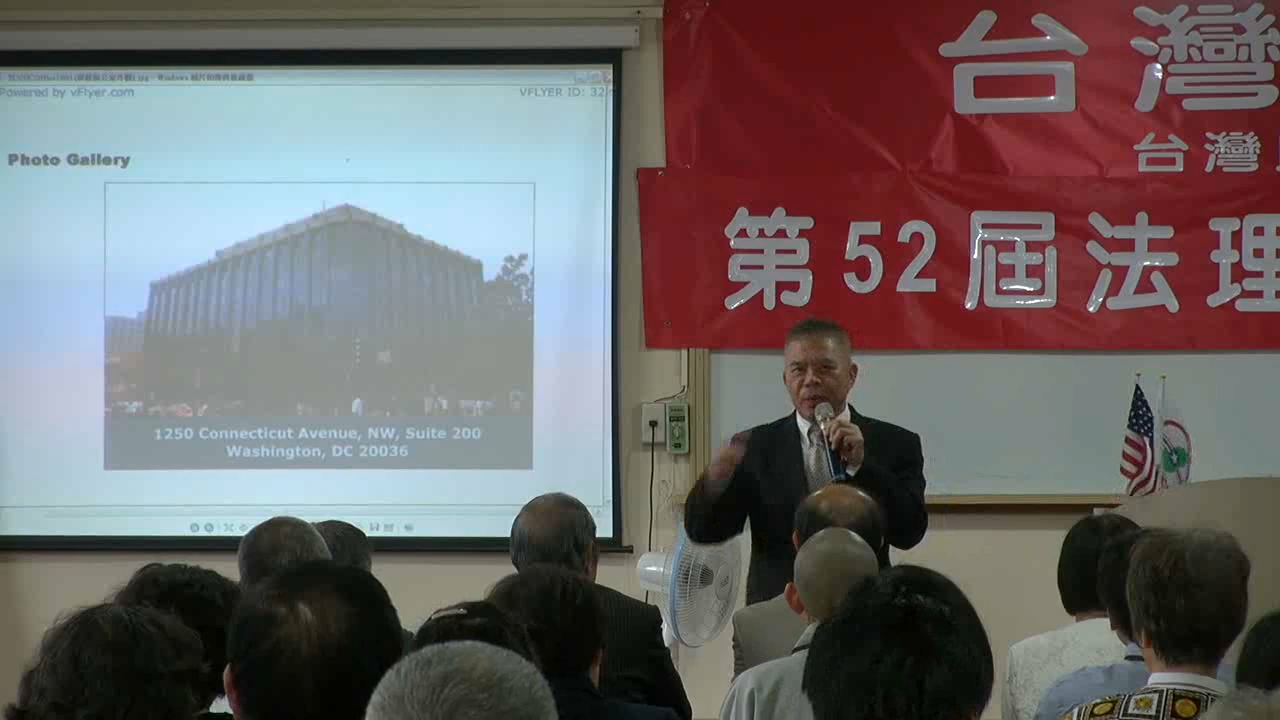 Powered by vFlyer.com
VFLYER ID: 32
Photo Gallery
1250 Connecticut Avenue, NW, Suite 200
Washington, DC 20036
台灣
台灣
第52屆法理